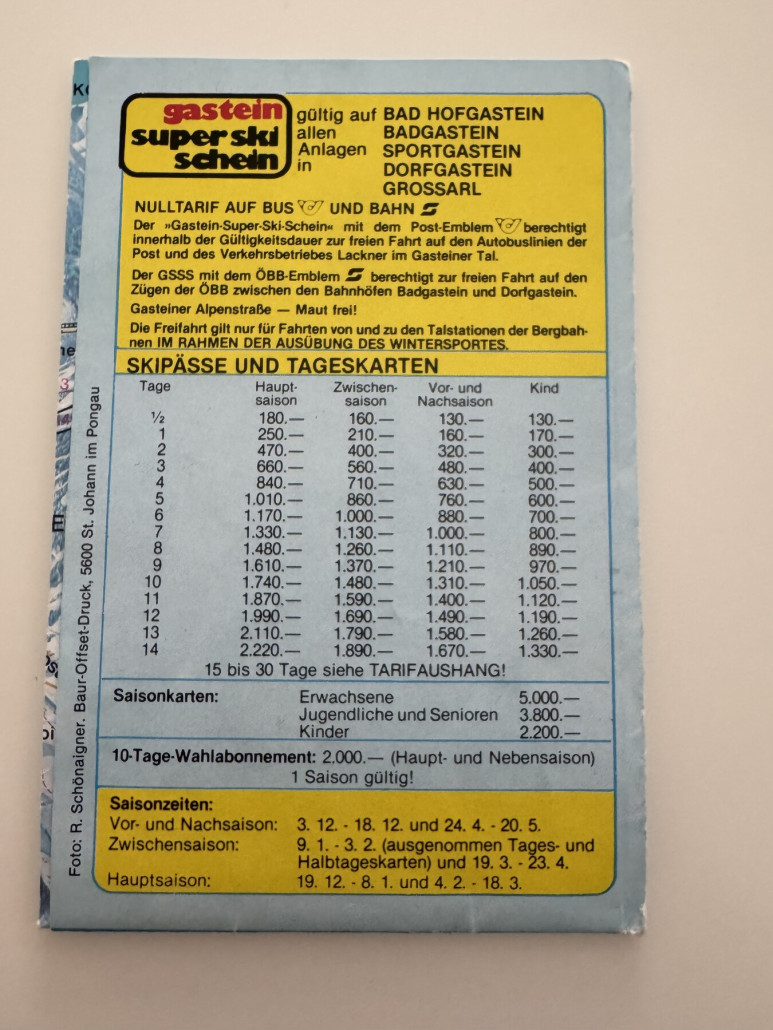 gastein
super ski
schein
gültig auf BAD HOFGASTEIN
allen BADGASTEIN
Anlagen SPORTGASTEIN
in DORFGASTEIN
GROSSARL
NULLTARIF AUF BUS UND BAHN
Der »Gastein-Super-Ski-Schein« mit dem Post-Emblem berechtigt
innerhalb der Gültigkeitsdauer zur freien Fahrt auf den Autobuslinien der
Post und des Verkehrsbetriebes Lackner im Gasteiner Tal.
Der GSSS mit dem ÖBB-Emblem berechtigt zur freien Fahrt auf den
Zügen der ÖBB zwischen den Bahnhöfen Badgastein und Dorfgastein.
Gasteiner Alpenstraße — Maut frei!
Die Freifahrt gilt nur für Fahrten von und zu den Talstationen der Bergbah-
nen IM RAHMEN DER AUSÜBUNG DES WINTERSPORTES.
SKIPÄSSE UND TAGESKARTEN
Tage Haupt- Zwischen- Vor- und Kind
saison saison Nachsaison
½ 180.— 160.— 130.— 130.—
1 250.— 210.— 160.— 170.—
2 470.— 400.— 320.— 300.—
3 660.— 560.— 480.— 400.—
4 840.— 710.— 630.— 500.—
5 1.010.— 860.— 760.— 600.—
6 1.170.— 1.000.— 880.— 700.—
7 1.330.— 1.130.— 1.000.— 800.—
8 1.480.— 1.260.— 1.110.— 890.—
9 1.610.— 1.370.— 1.210.— 970.—
10 1.740.— 1.480.— 1.310.— 1.050.—
11 1.870.— 1.590.— 1.400.— 1.120.—
12 1.990.— 1.690.— 1.490.— 1.190.—
13 2.110.— 1.790.— 1.580.— 1.260.—
14 2.220.— 1.890.— 1.670.— 1.330.—
15 bis 30 Tage siehe TARIFAUSHANG!
Saisonkarten: Erwachsene 5.000.—
Jugendliche und Senioren 3.800.—
Kinder 2.200.—
10-Tage-Wahlabonnement: 2.000.— (Haupt- und Nebensaison)
1 Saison gültig!
Saisonzeiten:
Vor- und Nachsaison: 3. 12. - 18. 12. und 24. 4. - 20. 5.
Zwischensaison: 9. 1. - 3. 2. (ausgenommen Tages- und
Halbtageskarten) und 19. 3. - 23. 4.
Hauptsaison: 19. 12. - 8. 1. und 4. 2. - 18. 3.
Foto: R. Schönaigner. Baur-Offset-Druck, 5600 St. Johann im Pongau